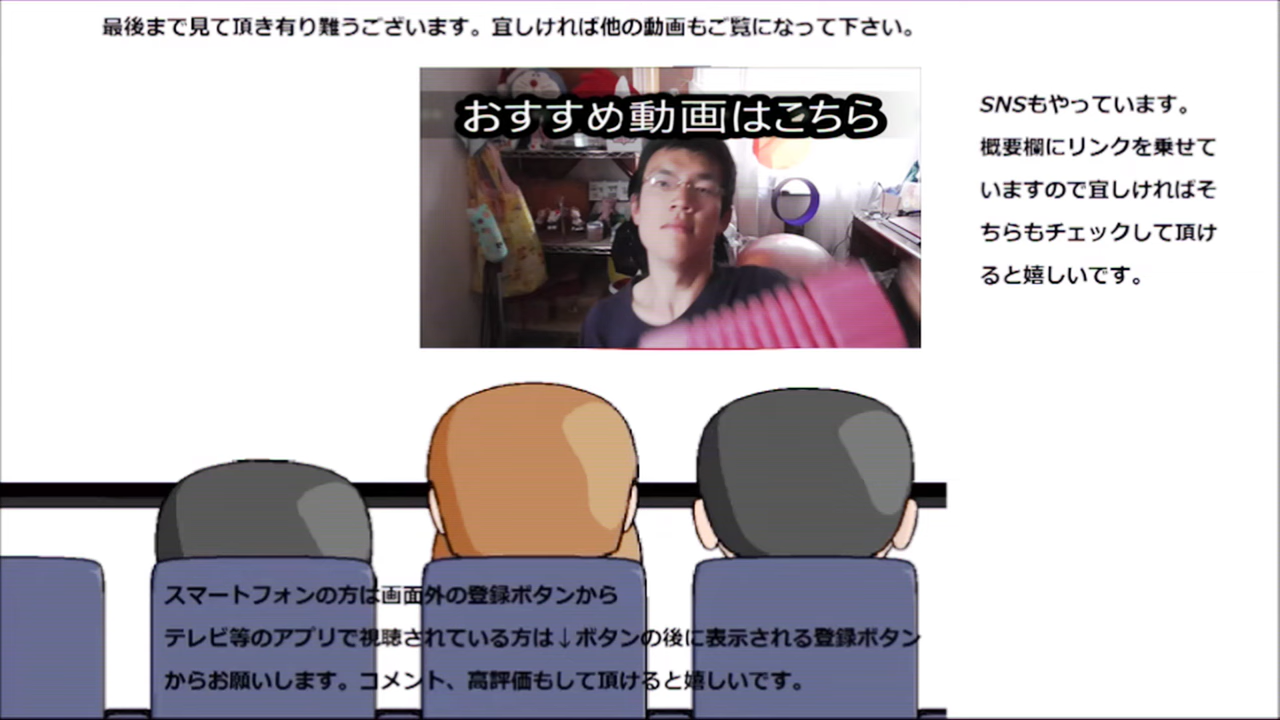 最後まで見て頂き有り難うございます。宜しければ他の動画もご覧になって下さい。
おすすめ動画はこちら
SNSもやっています。
概要欄にリンクを乗せて
いますので宜しければそ
ちらもチェックして頂け
ると嬉しいです。
スマートフォンの方は画面外の登録ボタンから
テレビ等のアプリで視聴されている方は↓ボタンの後に表示される登録ボタン
からお願いします。コメント、高評価もして頂けると嬉しいです。